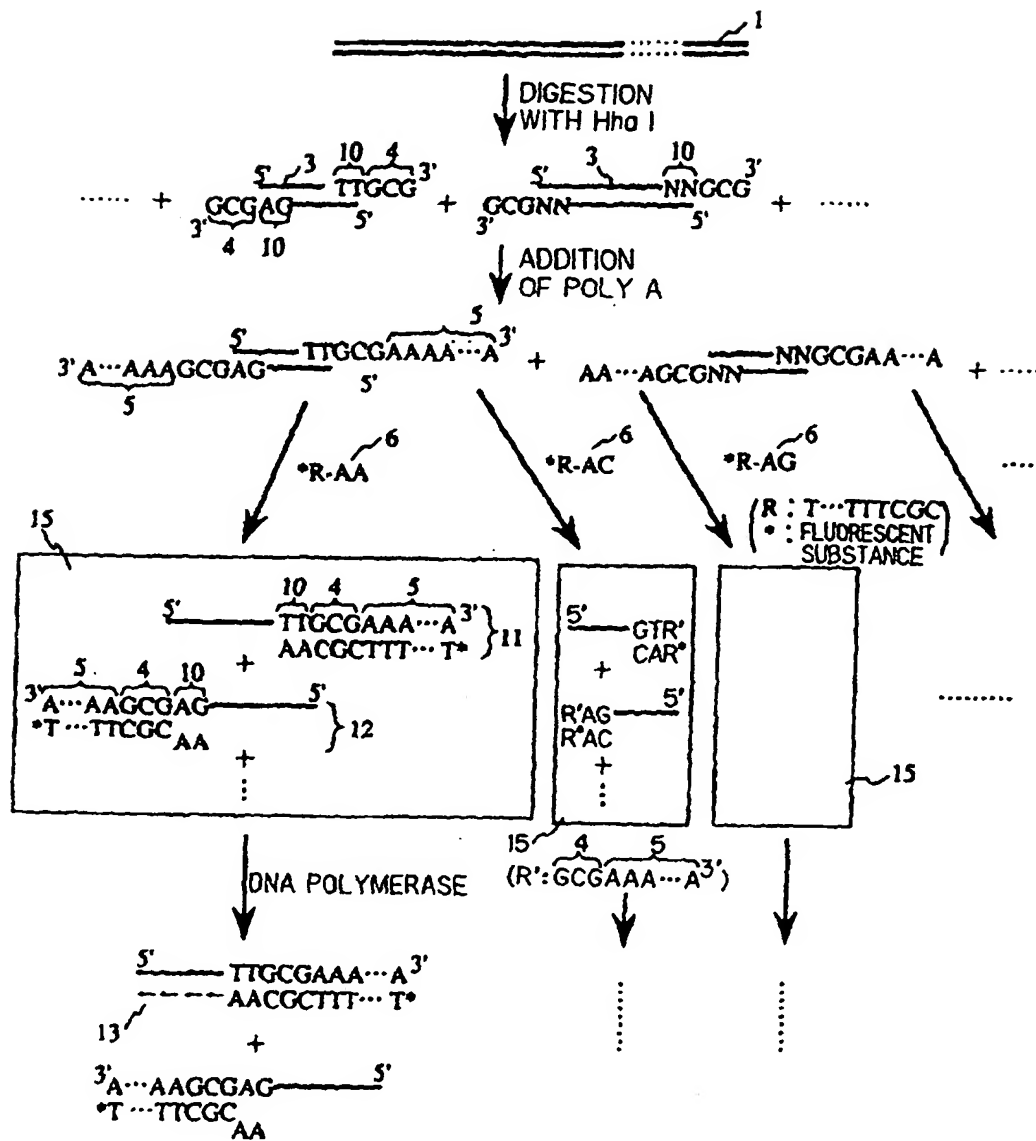 1
DIGESTION
WITH Hha I
3 10 4 3 10
5' TTGCG 3' 5' NNGCG 3'
······ + GCGAG 5' + GCGNN 5' + ······
3' 4 10 3'
ADDITION
OF POLY A
5
5' TTGCGAAAA···A 3' + NNGCGAA···A
3' A···AAAGCGAG 5' AA···AGCGNN + ·····
5
6 6 6
*R-AA *R-AC *R-AG ·····
(R : T···TTTCGC
* : FLUORESCENT
SUBSTANCE)
15
10 4 5
5' TTGCGAAA···A 3' } 11
AACGCTTT···T*
+
5 4 10
3' A···AAGCGAG 5' } 12
*T···TTCGC AA
+
⋮
5' GTR'
CAR*
+
R'AG 5'
R*AC
+
⋮
·········
15
15
4 5
(R' : GCGAAA···A 3')
DNA POLYMERASE
5' TTGCGAAA···A 3'
AACGCTTT···T*
13
+
3' A···AAGCGAG 5'
*T···TTCGC AA